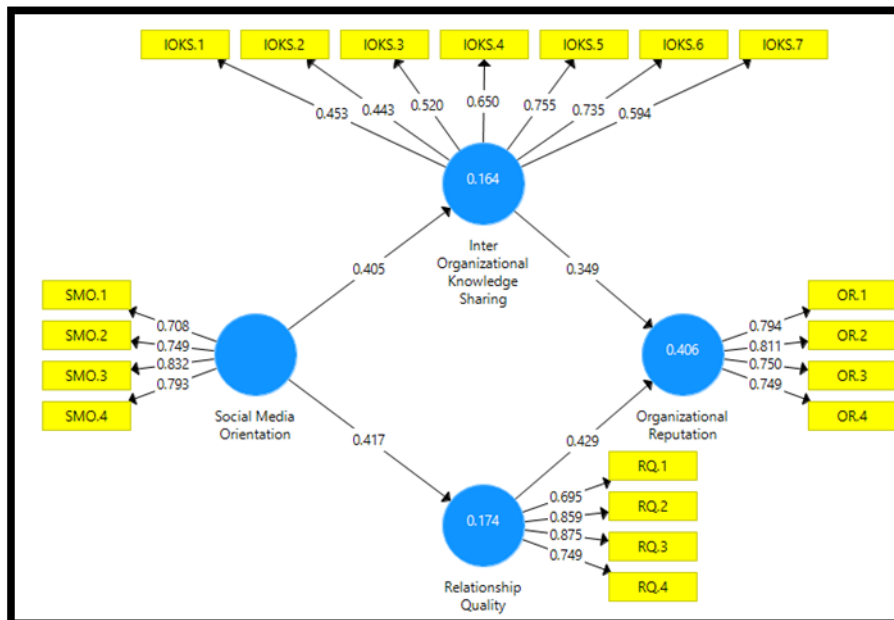 IOKS.1
IOKS.2
IOKS.3
IOKS.4
IOKS.5
IOKS.6
IOKS.7
0.453
0.443
0.520
0.650
0.755
0.735
0.594
0.164
Inter
Organizational
Knowledge
Sharing
0.405
0.349
SMO.1
SMO.2
SMO.3
SMO.4
0.708
0.749
0.832
0.793
Social Media
Orientation
0.406
Organizational
Reputation
0.794
0.811
0.750
0.749
OR.1
OR.2
OR.3
OR.4
0.417
0.429
0.174
Relationship
Quality
0.695
0.859
0.875
0.749
RQ.1
RQ.2
RQ.3
RQ.4